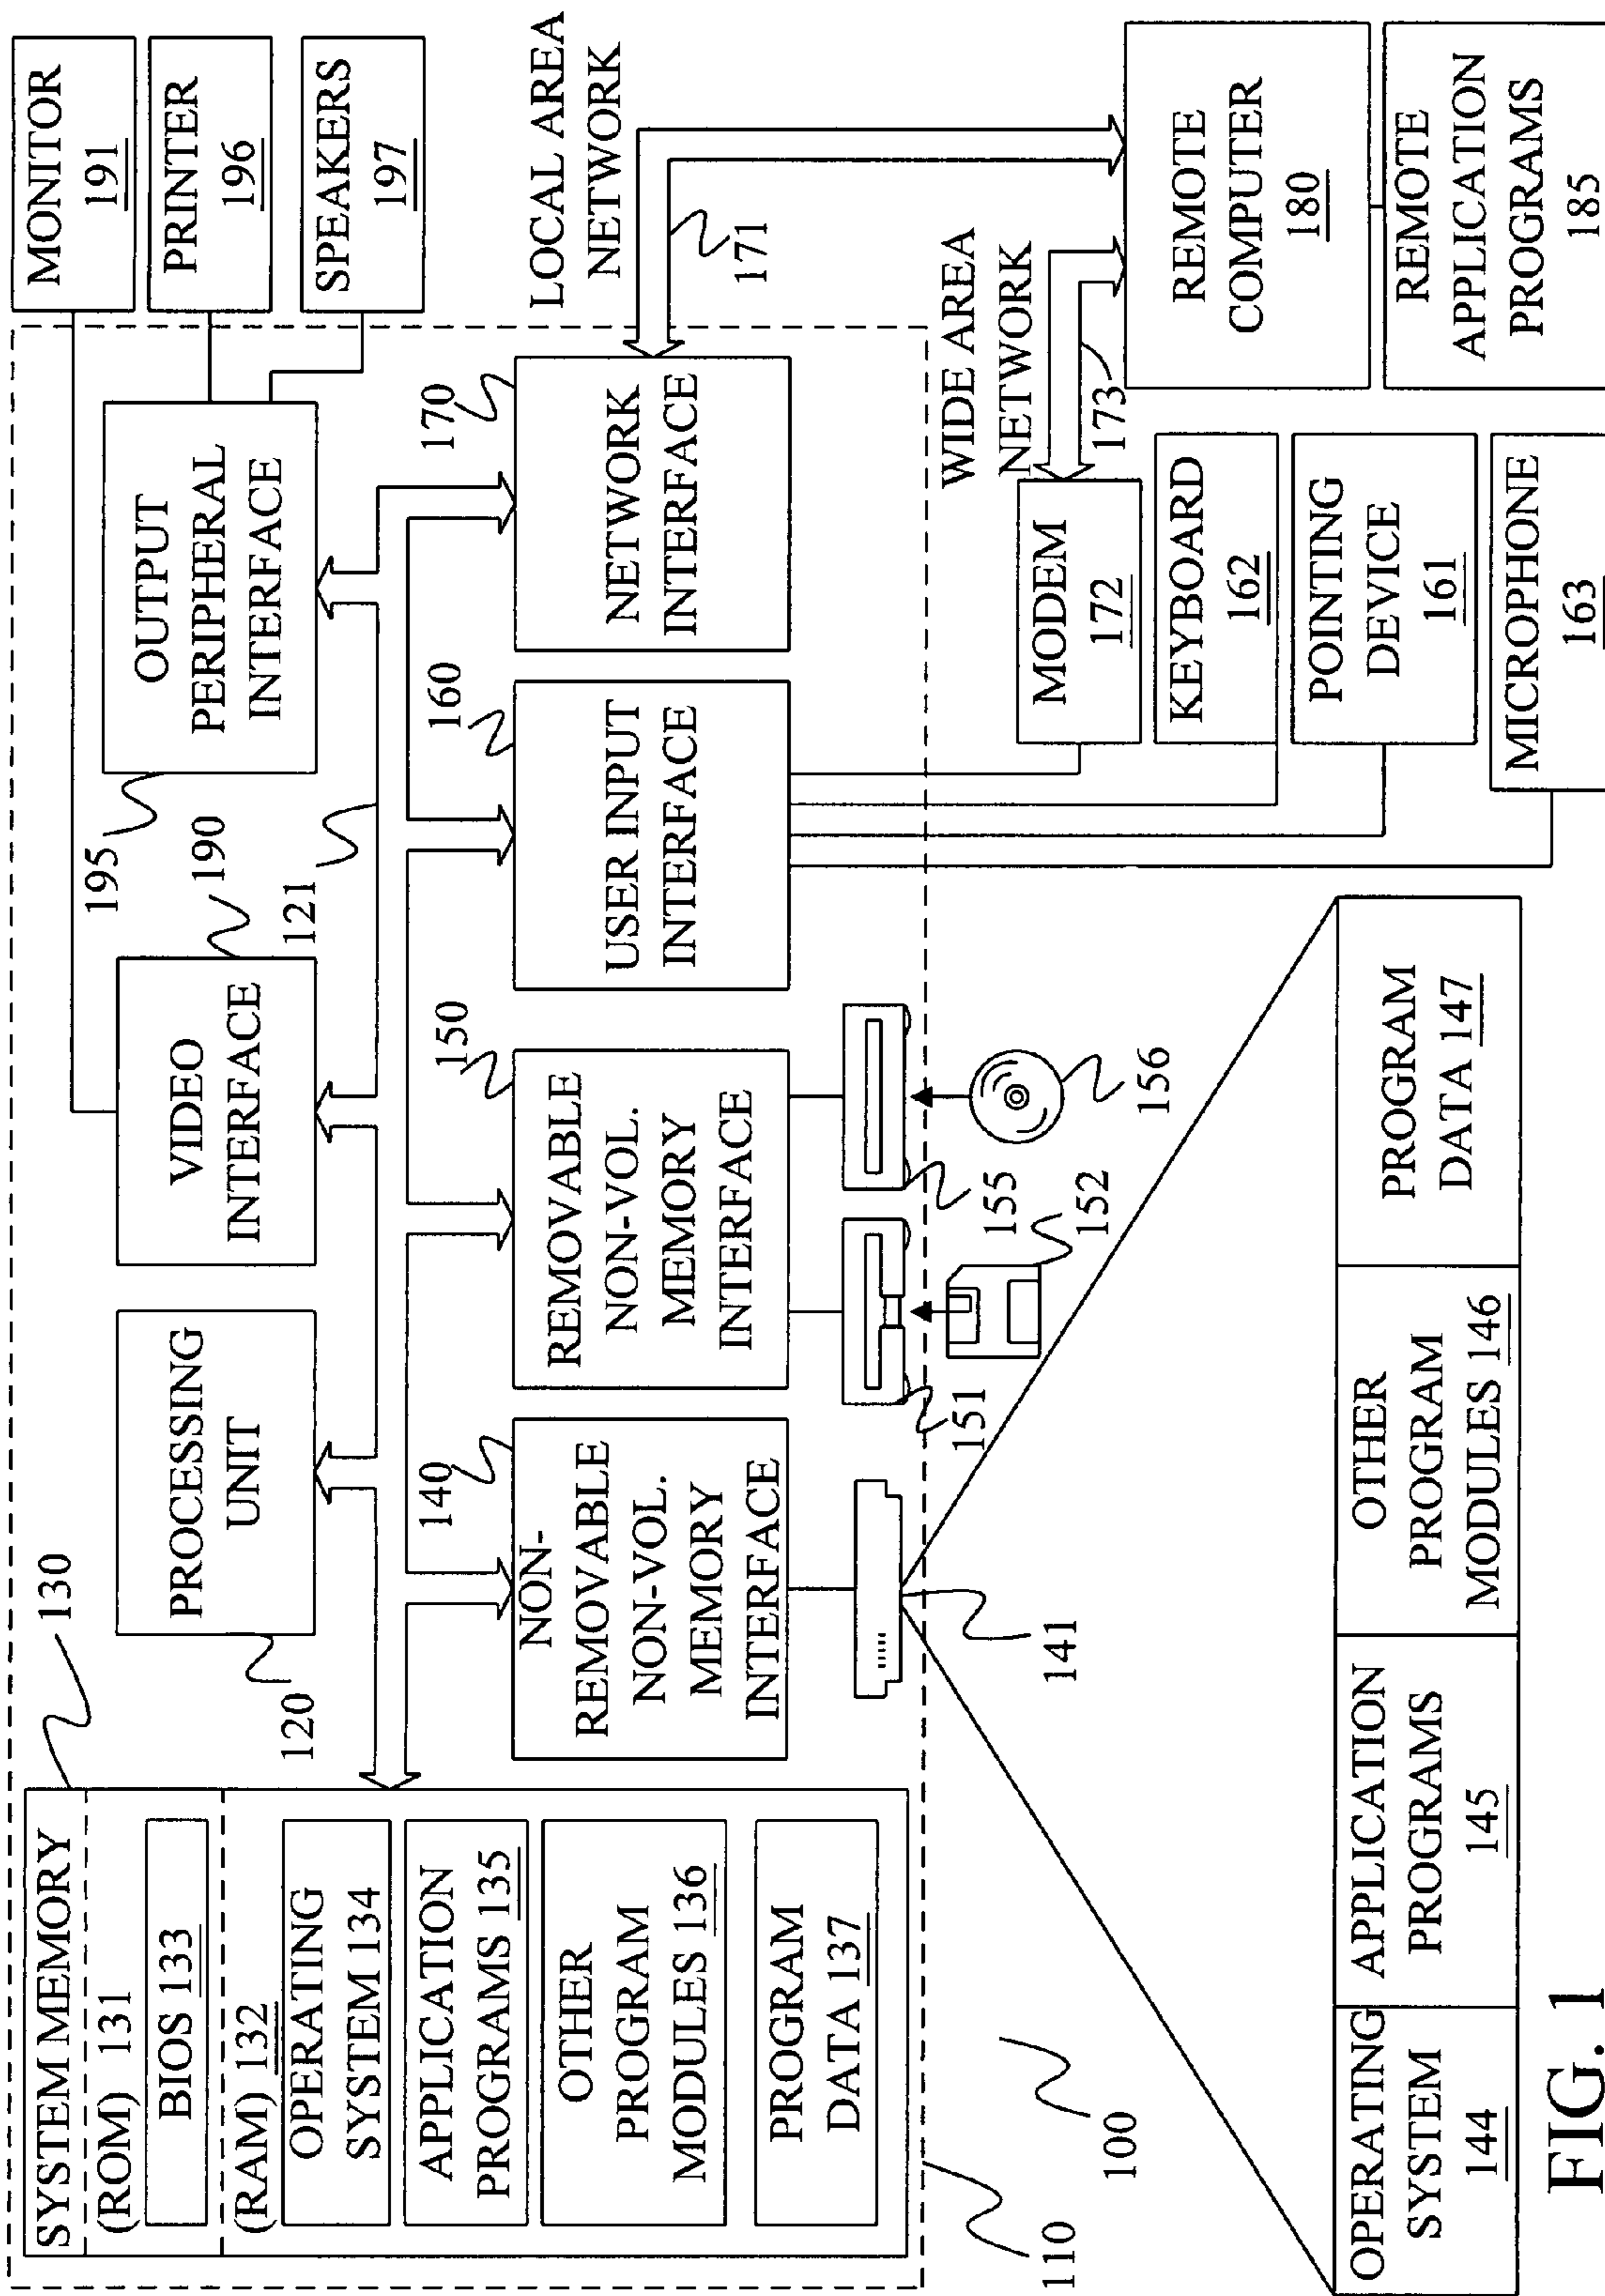 SYSTEM MEMORY
(ROM) 131
BIOS 133
(RAM) 132
OPERATING
SYSTEM 134
APPLICATION
PROGRAMS 135
OTHER
PROGRAM
MODULES 136
PROGRAM
DATA 137
130
PROCESSING
UNIT
120
VIDEO
INTERFACE
190
OUTPUT
PERIPHERAL
INTERFACE
195
121
MONITOR
191
PRINTER
196
SPEAKERS
197
140
NON-
REMOVABLE
NON-VOL.
MEMORY
INTERFACE
150
REMOVABLE
NON-VOL.
MEMORY
INTERFACE
160
USER INPUT
INTERFACE
170
NETWORK
INTERFACE
LOCAL AREA
NETWORK
171
141
151
152
155
156
WIDE AREA
NETWORK
173
MODEM
172
KEYBOARD
162
POINTING
DEVICE
161
MICROPHONE
163
REMOTE
COMPUTER
180
REMOTE
APPLICATION
PROGRAMS
185
110
100
OPERATING
SYSTEM
144
APPLICATION
PROGRAMS
145
OTHER
PROGRAM
MODULES 146
PROGRAM
DATA 147
FIG. 1